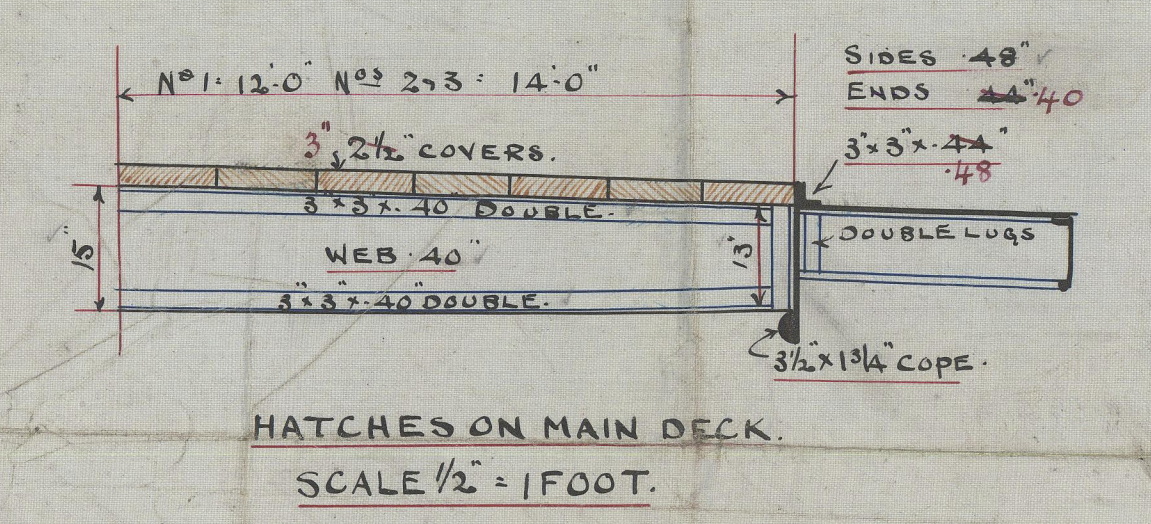 Nº 1: 12'-0" Nºs 2,3 : 14'-0"
SIDES .48"
ENDS .44" .40
3" x 3" x .44"
.48
3" 2½" COVERS.
3" x 3" x .40 DOUBLE.
15"
WEB .40"
13"
DOUBLE LUGS
3" x 3" x .40" DOUBLE.
3½" x 1¾" COPE.
HATCHES ON MAIN DECK.
SCALE ½" = 1 FOOT.